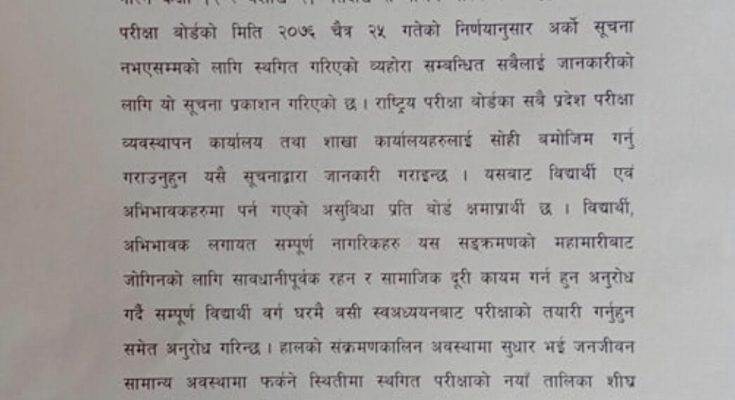 परीक्षा बोर्डको मिति २०७६ चैत्र २५ गतेको निर्णयानुसार अर्को सूचना
नभएसम्मको लागि स्थगित गरिएको व्यहोरा सम्बन्धित सबैलाई जानकारीको
लागि यो सूचना प्रकाशन गरिएको छ । राष्ट्रिय परीक्षा बोर्डका सबै प्रदेश परीक्षा
व्यवस्थापन कार्यालय तथा शाखा कार्यालयहरुलाई सोही बमोजिम गर्नु
गराउनुहुन यसै सूचनाद्वारा जानकारी गराइन्छ । यसबाट विद्यार्थी एवं
अभिभावकहरुमा पर्न गएको असुविधा प्रति बोर्ड क्षमाप्रार्थी छ । विद्यार्थी,
अभिभावक लगायत सम्पूर्ण नागरिकहरु यस सङ्क्रमणको महामारीबाट
जोगिनको लागि सावधानीपूर्वक रहन र सामाजिक दूरी कायम गर्न हुन अनुरोध
गर्दै सम्पूर्ण विद्यार्थी वर्ग घरमै बसी स्वअध्ययनबाट परीक्षाको तयारी गर्नुहुन
समेत अनुरोध गरिन्छ । हालको संक्रमणकालिन अवस्थामा सुधार भई जनजीवन
सामान्य अवस्थामा फर्कने स्थितीमा स्थगित परीक्षाको नयाँ तालिका शीघ्र